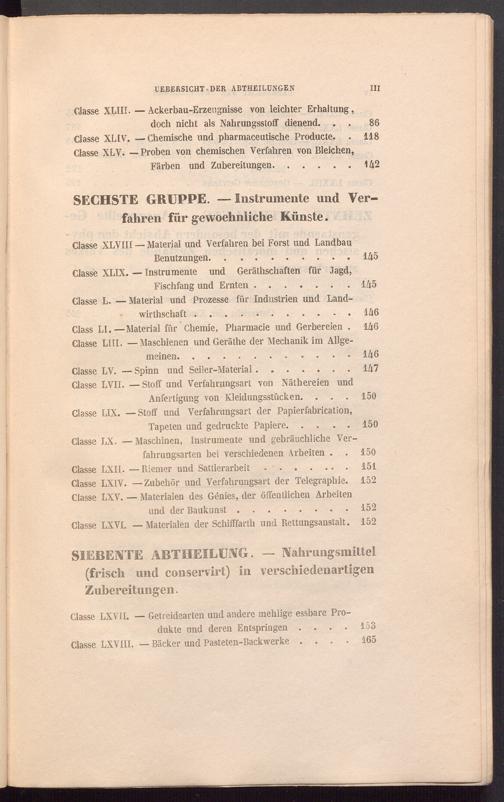 UEBERSICHT DER ABTHEILUNGEN III
Classe XLIII. — Ackerbau-Erzeugnisse von leichter Erhaltung,
doch nicht als Nahrungsstoff dienend. . . 86
Classe XLIV. — Chemische und pharmaceutische Producte. . 118
Classe XLV. — Proben von chemischen Verfahren von Bleichen,
Färben und Zubereitungen. . . . . . 142
SECHSTE GRUPPE. — Instrumente und Ver-
fahren für gewoehnliche Künste.
Classe XLVIII — Material und Verfahren bei Forst und Landbau
Benutzungen. . . . . . . . . . 145
Classe XLIX. — Instrumente und Geräthschaften für Jagd,
Fischfang und Ernten . . . . . . . 145
Classe L. — Material und Prozesse für Industrien und Land-
wirthschaft . . . . . . . . . . . 146
Class LI. — Material für Chemie, Pharmacie und Gerbereien . 146
Classe LIII. — Maschienen und Geräthe der Mechanik im Allge-
meinen. . . . . . . . . . . . 146
Classe LV. — Spinn und Seiler-Material . . . . . . . 147
Classe LVII. — Stoff und Verfahrungsart von Näthereien und
Anfertigung von Kleidungsstücken. . . . 150
Classe LIX. — Stoff und Verfahrungsart der Papierfabrication,
Tapeten und gedruckte Papiere. . . . . 150
Classe LX. — Maschinen, Instrumente und gebräuchliche Ver-
fahrungsarten bei verschiedenen Arbeiten . . 150
Classe LXII. — Riemer und Sattlerarbeit . . . . . . . 151
Classe LXIV. — Zubehör und Verfahrungsart der Telegraphie. 152
Classe LXV. — Materialen des Génies, der öffentlichen Arbeiten
und der Baukunst . . . . . . . . 152
Classe LXVI. — Materialen der Schifffarth und Rettungsanstalt. 152
SIEBENTE ABTHEILUNG. — Nahrungsmittel
(frisch und conservirt) in verschiedenartigen
Zubereitungen.
Classe LXVII. — Getreidearten und andere mehlige essbare Pro-
dukte und deren Entspringen . . . . 153
Classe LXVIII. — Bäcker und Pasteten-Backwerke . . . . 165